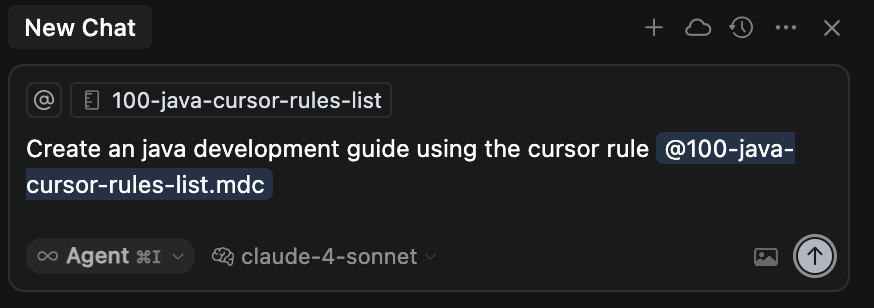 New Chat
@ 100-java-cursor-rules-list
Create an java development guide using the cursor rule @100-java-
cursor-rules-list.mdc
Agent ⌘I claude-4-sonnet